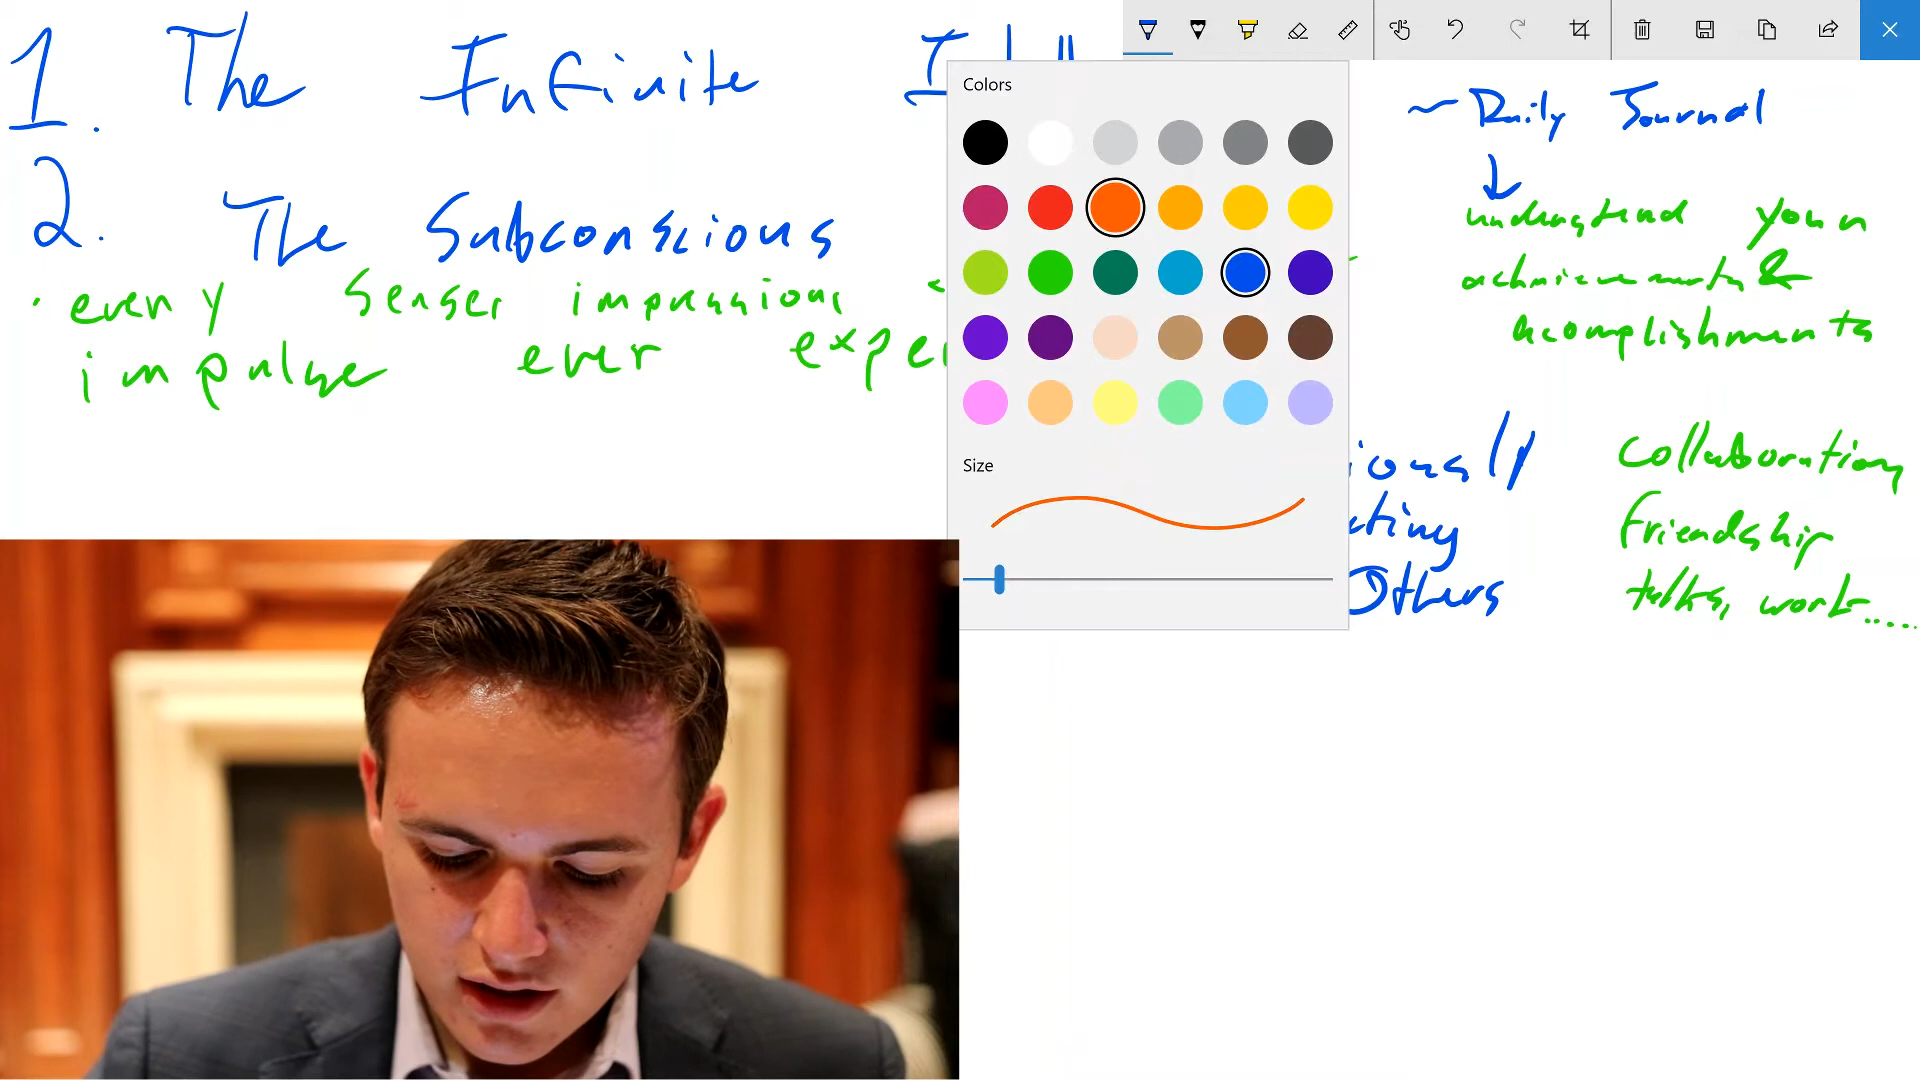 1. The Infinite
2. The Subconscious
• every senses impressions
impulse ever
~ Daily Journal
understand your
achievements &
acomplishments
Colors
Size
Others
collaboration
friendship
talks, work......